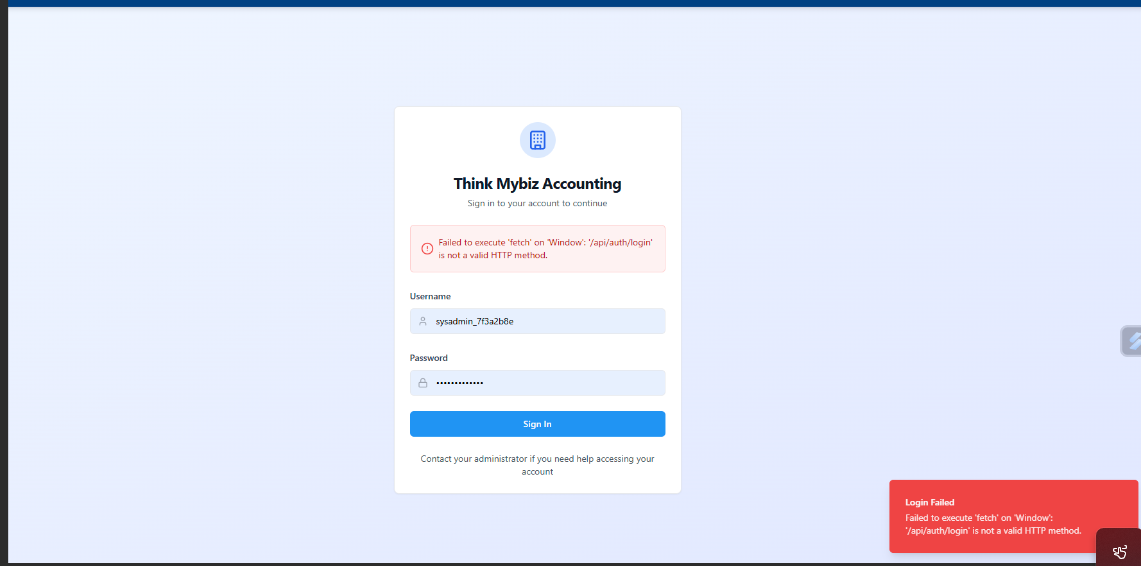 Think Mybiz Accounting
Sign in to your account to continue
Failed to execute 'fetch' on 'Window': '/api/auth/login'
is not a valid HTTP method.
Username
sysadmin_7f3a2b8e
Password
•••••••••••••
Sign In
Contact your administrator if you need help accessing your
account
Login Failed
Failed to execute 'fetch' on 'Window':
'/api/auth/login' is not a valid HTTP method.